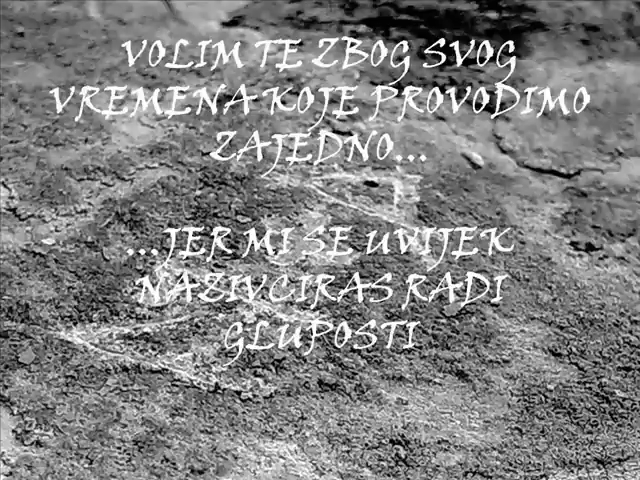 VOLIM TE ZBOG SVOG
VREMENA KOJE PROVODIMO
ZAJEDNO...
...JER MI SE UVIJEK
NAZIVCIRAS RADI
GLUPOSTI